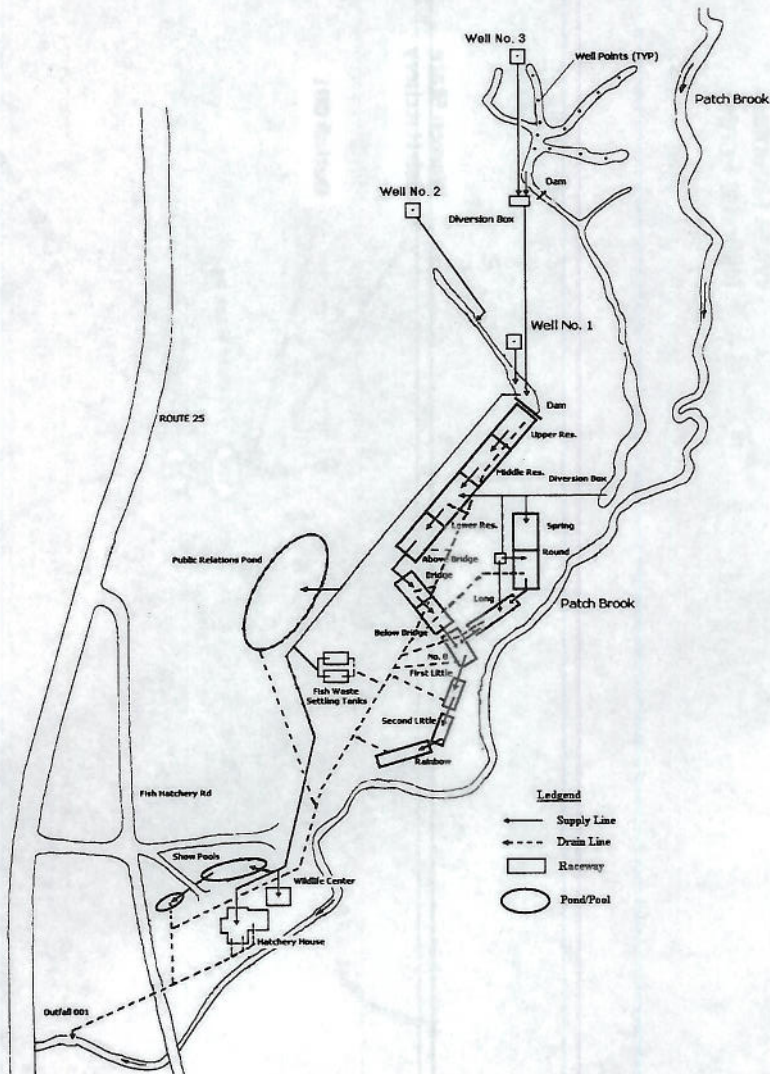 Well No. 3
Well Points (TYP)
Patch Brook
Dam
Well No. 2
Diversion Box
Well No. 1
Dam
ROUTE 25
Upper Res.
Middle Res.
Diversion Box
Lower Res.
Spring
Public Relations Pond
Above Bridge
Round
Bridge
Long
Patch Brook
Below Bridge
No. 6
First Little
Fish Waste
Settling Tanks
Second Little
Rainbow
Fish Hatchery Rd
Ledgend
Supply Line
Drain Line
Raceway
Pond/Pool
Show Pools
Wildlife Center
Hatchery House
Outfall 001